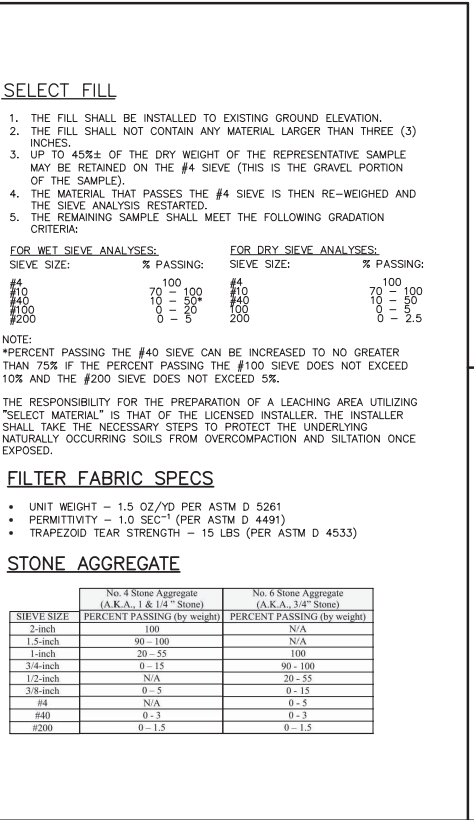 SELECT FILL
1. THE FILL SHALL BE INSTALLED TO EXISTING GROUND ELEVATION.
2. THE FILL SHALL NOT CONTAIN ANY MATERIAL LARGER THAN THREE (3)
INCHES.
3. UP TO 45%± OF THE DRY WEIGHT OF THE REPRESENTATIVE SAMPLE
MAY BE RETAINED ON THE #4 SIEVE (THIS IS THE GRAVEL PORTION
OF THE SAMPLE).
4. THE MATERIAL THAT PASSES THE #4 SIEVE IS THEN RE-WEIGHED AND
THE SIEVE ANALYSIS RESTARTED.
5. THE REMAINING SAMPLE SHALL MEET THE FOLLOWING GRADATION
CRITERIA:
FOR WET SIEVE ANALYSES: FOR DRY SIEVE ANALYSES:
SIEVE SIZE: % PASSING: SIEVE SIZE: % PASSING:
#4 100 #4 100
#10 70 – 100 #10 70 – 100
#40 10 – 50* #40 10 – 50
#100 0 – 20 100 0 – 5
#200 0 – 5 200 0 – 2.5
NOTE:
*PERCENT PASSING THE #40 SIEVE CAN BE INCREASED TO NO GREATER
THAN 75% IF THE PERCENT PASSING THE #100 SIEVE DOES NOT EXCEED
10% AND THE #200 SIEVE DOES NOT EXCEED 5%.
THE RESPONSIBILITY FOR THE PREPARATION OF A LEACHING AREA UTILIZING
"SELECT MATERIAL" IS THAT OF THE LICENSED INSTALLER. THE INSTALLER
SHALL TAKE THE NECESSARY STEPS TO PROTECT THE UNDERLYING
NATURALLY OCCURRING SOILS FROM OVERCOMPACTION AND SILTATION ONCE
EXPOSED.
FILTER FABRIC SPECS
• UNIT WEIGHT – 1.5 OZ/YD PER ASTM D 5261
• PERMITTIVITY – 1.0 SEC⁻¹ (PER ASTM D 4491)
• TRAPEZOID TEAR STRENGTH – 15 LBS (PER ASTM D 4533)
STONE AGGREGATE
No. 4 Stone Aggregate No. 6 Stone Aggregate
(A.K.A., 1 & 1/4 " Stone) (A.K.A., 3/4" Stone)
SIEVE SIZE PERCENT PASSING (by weight) PERCENT PASSING (by weight)
2-inch 100 N/A
1.5-inch 90 – 100 N/A
1-inch 20 – 55 100
3/4-inch 0 – 15 90 - 100
1/2-inch N/A 20 - 55
3/8-inch 0 – 5 0 - 15
#4 N/A 0 - 5
#40 0 - 3 0 - 3
#200 0 – 1.5 0 – 1.5